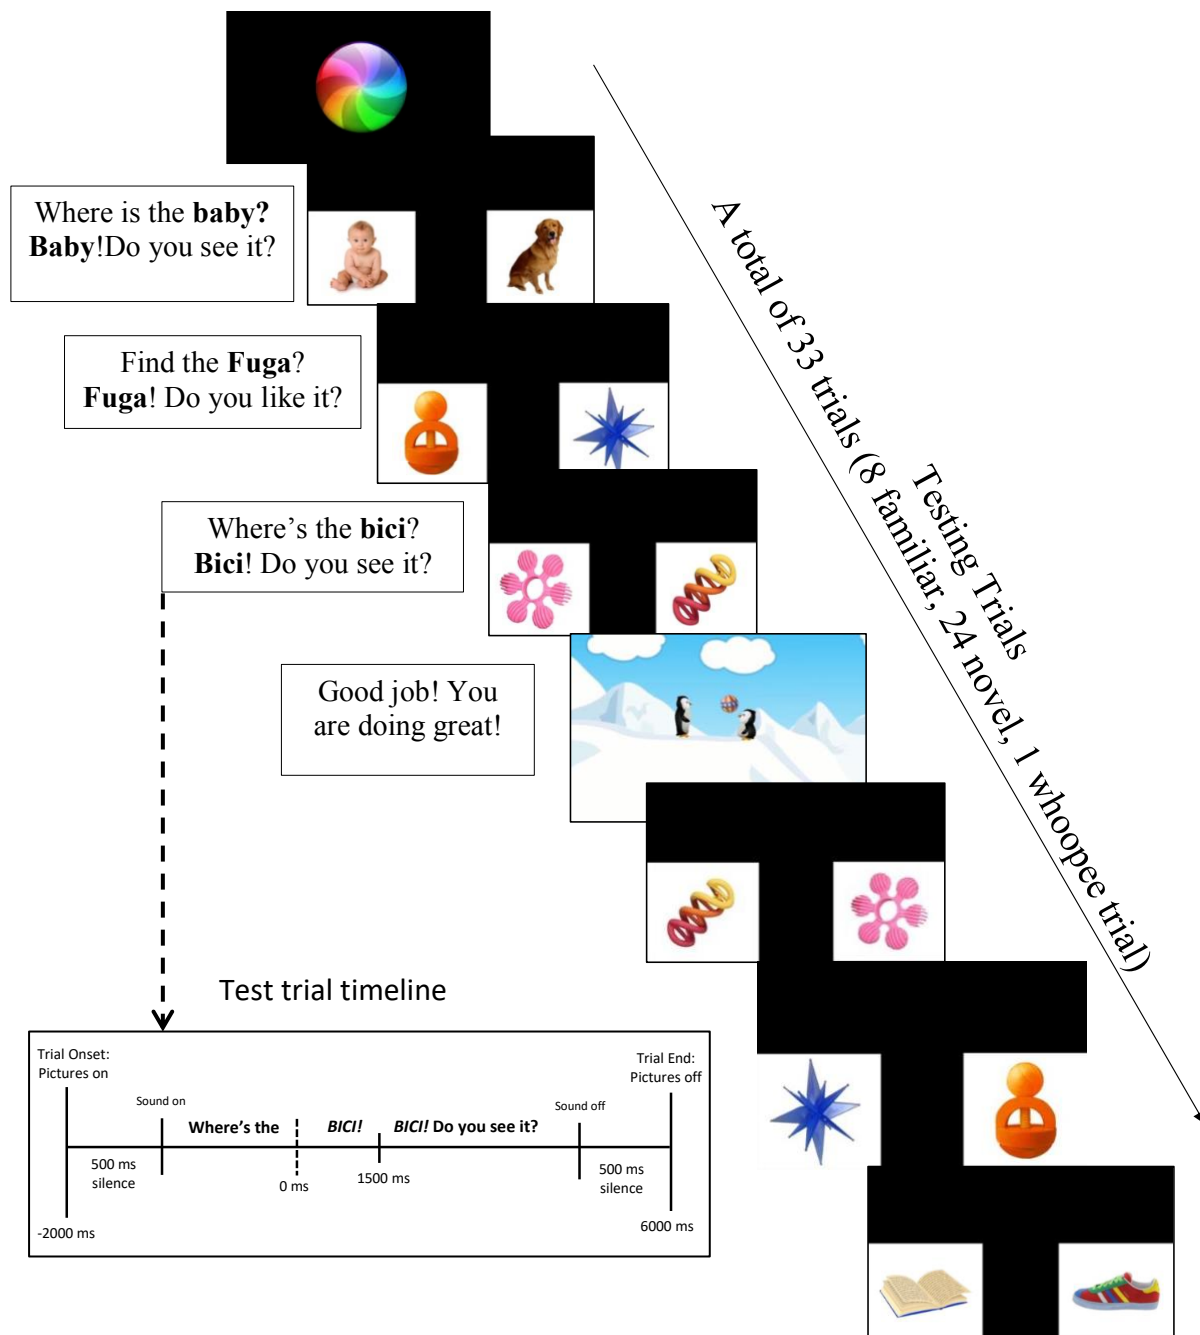 Where is the baby?
Baby!Do you see it?
Find the Fuga?
Fuga! Do you like it?
Where’s the bici?
Bici! Do you see it?
Good job! You
are doing great!
Testing Trials
A total of 33 trials (8 familiar, 24 novel, 1 whoopee trial)
Test trial timeline
Trial Onset:
Pictures on
Trial End:
Pictures off
Sound on
Sound off
Where’s the
BICI!
BICI! Do you see it?
500 ms
silence
0 ms
1500 ms
500 ms
silence
-2000 ms
6000 ms